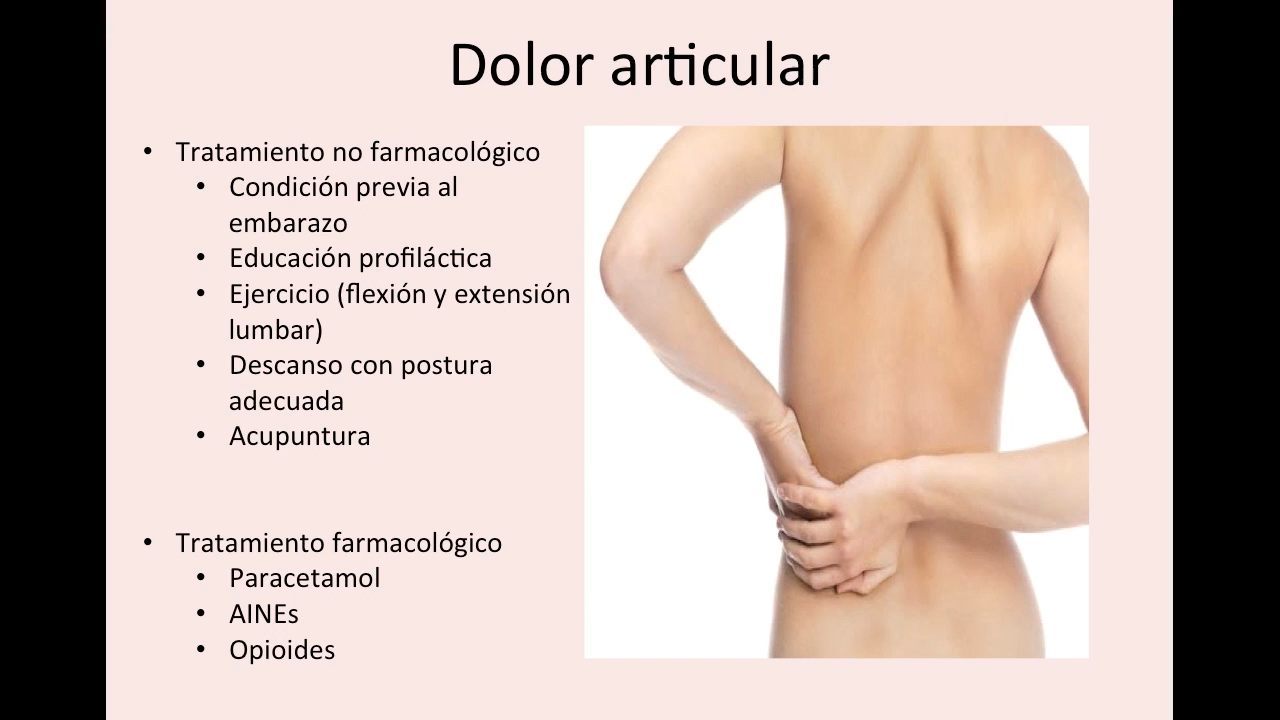 Dolor articular
• Tratamiento no farmacológico
• Condición previa al
embarazo
• Educación profiláctica
• Ejercicio (flexión y extensión
lumbar)
• Descanso con postura
adecuada
• Acupuntura
• Tratamiento farmacológico
• Paracetamol
• AINEs
• Opioides